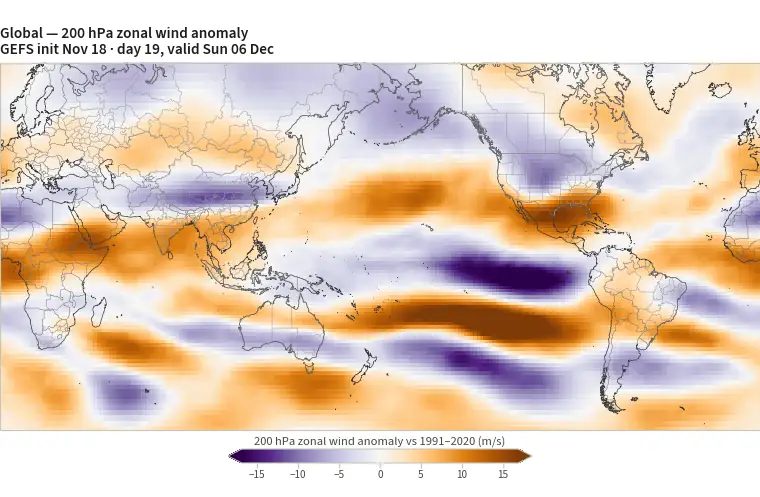 Global — 200 hPa zonal wind anomaly
GEFS init Nov 18 · day 19, valid Sun 06 Dec
200 hPa zonal wind anomaly vs 1991–2020 (m/s)
−15 −10 −5 0 5 10 15